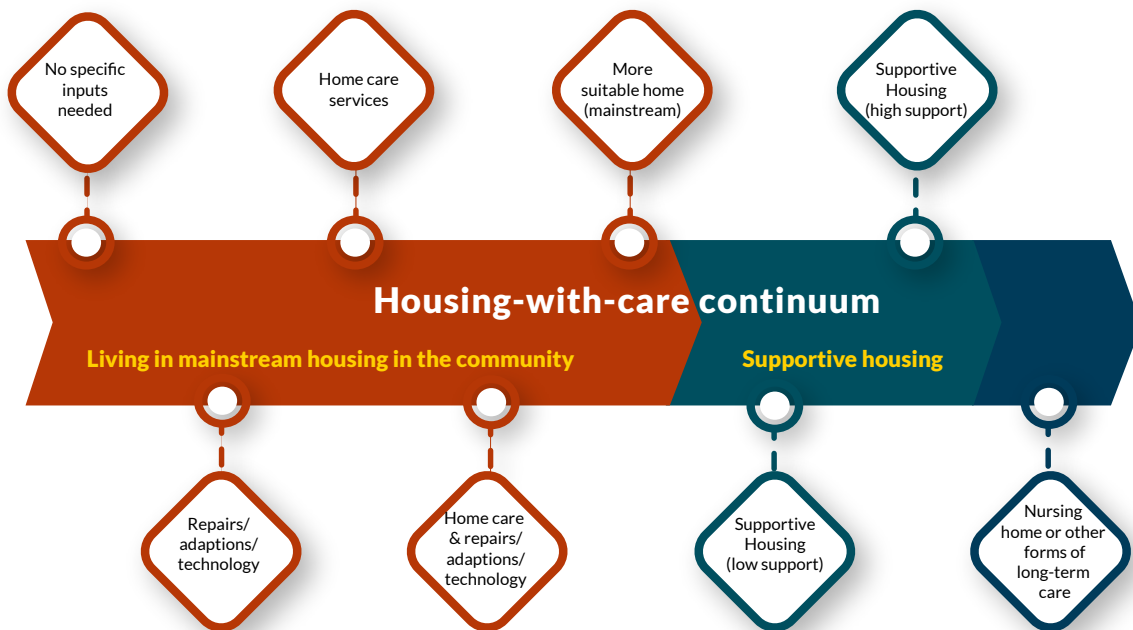 No specific
inputs
needed
Home care
services
More
suitable home
(mainstream)
Supportive
Housing
(high support)
Housing-with-care continuum
Living in mainstream housing in the community
Supportive housing
Repairs/
adaptions/
technology
Home care
& repairs/
adaptions/
technology
Supportive
Housing
(low support)
Nursing
home or other
forms of
long-term
care